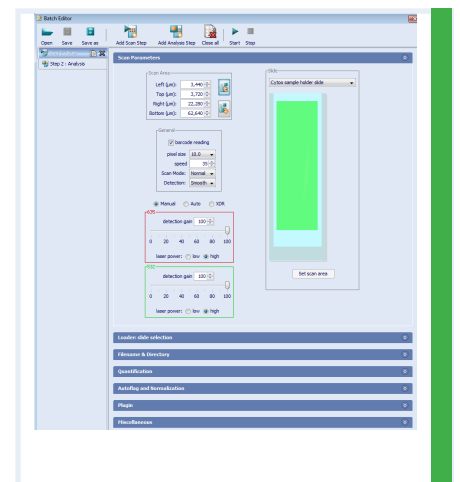 Batch Editor
Open Save Save as Add Scan Step Add Analysis Step Close all Start Stop
Step 2 : Analysis
Scan Parameters
Scan Area
Left (µm): 3,440
Top (µm): 3,720
Right (µm): 22,280
Bottom (µm): 62,640
General
barcode reading
pixel size 10.0
speed 35
Scan Mode: Normal
Detection: Smooth
Manual Auto XDR
635
detection gain 100
0 20 40 60 80 100
laser power: low high
532
detection gain 100
0 20 40 60 80 100
laser power: low high
Slide
Cyton sample holder slide
Set scan area
Loader: slide selection
Filename & Directory
Quantification
Autoflag and Normalization
Plugin
Miscellaneous